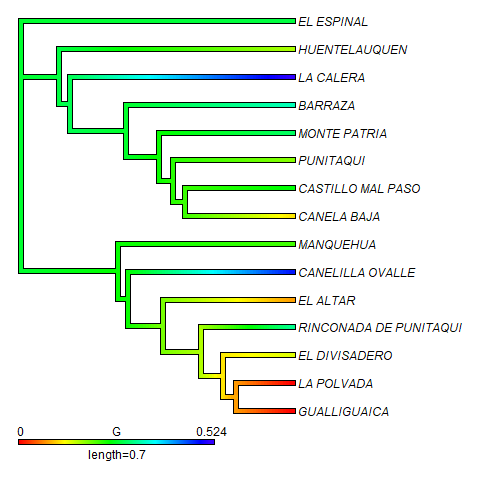 EL ESPINAL
HUENTELAUQUEN
LA CALERA
BARRAZA
MONTE PATRIA
PUNITAQUI
CASTILLO MAL PASO
CANELA BAJA
MANQUEHUA
CANELILLA OVALLE
EL ALTAR
RINCONADA DE PUNITAQUI
EL DIVISADERO
LA POLVADA
GUALLIGUAICA
0 G 0.524
length=0.7